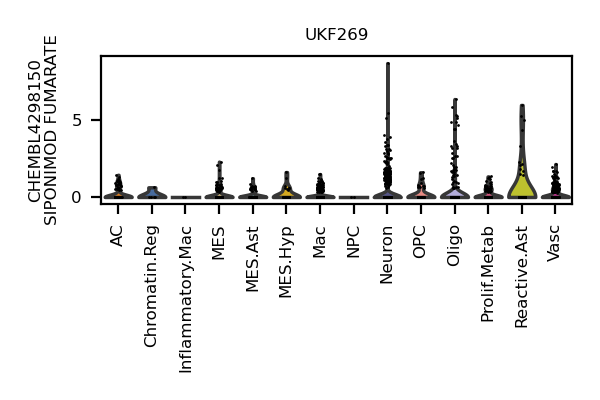 UKF269
CHEMBL4298150
SIPONIMOD FUMARATE
5
0
AC
Chromatin.Reg
Inflammatory.Mac
MES
MES.Ast
MES.Hyp
Mac
NPC
Neuron
OPC
Oligo
Prolif.Metab
Reactive.Ast
Vasc